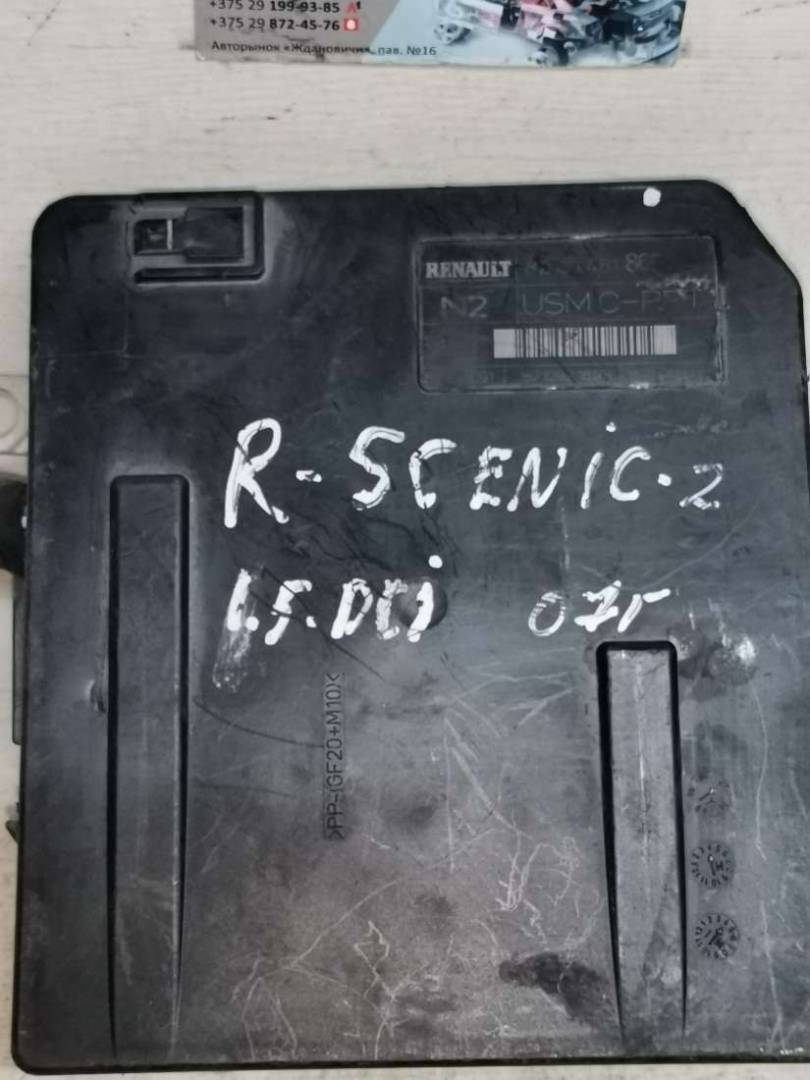 +375 29 199-93-85
+375 29 872-45-76
Авторынок «Ждановичи», пав. №16
RENAULT
N2 USM C-PPT
R-SCENIC-2
1.5.DCi 07г
>PP-(GF20+M10)<